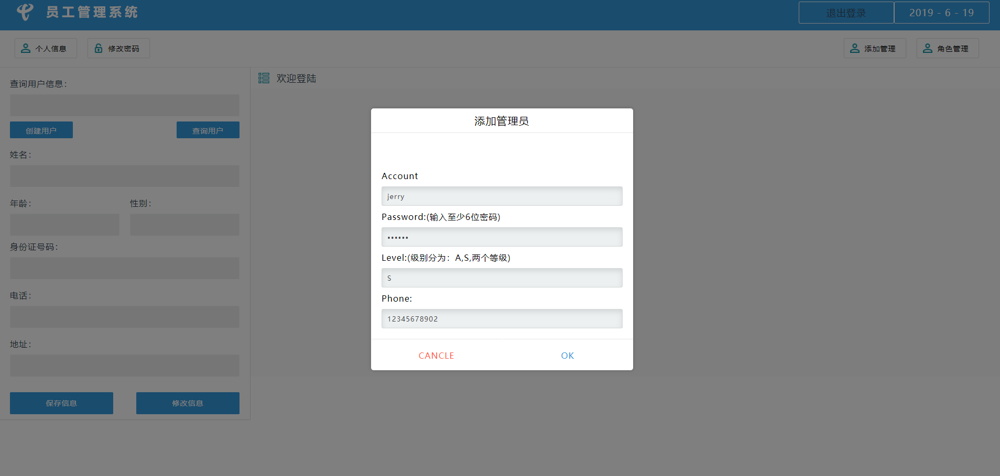 员工管理系统
退出登录
2019 - 6 - 19
个人信息
修改密码
添加管理
角色管理
查询用户信息：
创建用户
查询用户
姓名：
年龄：
性别：
身份证号码：
电话：
地址：
保存信息
修改信息
欢迎登陆
添加管理员
Account
jerry
Password:(输入至少6位密码)
••••••
Level:(级别分为：A,S,两个等级)
S
Phone:
12345678902
CANCLE
OK